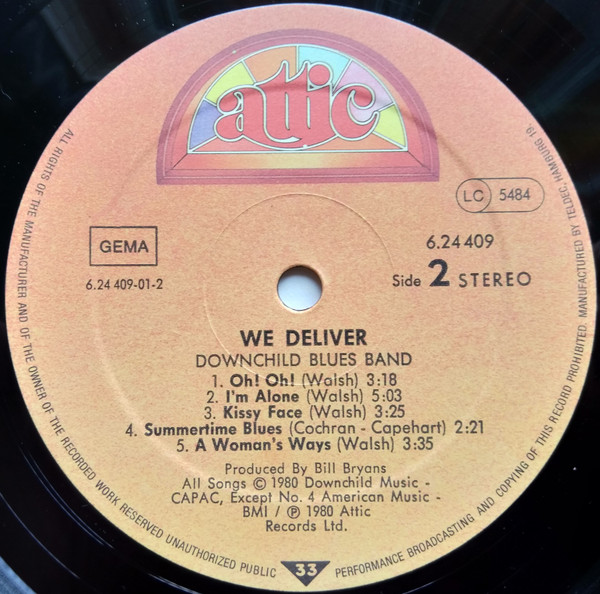 attic
LC 5484
GEMA
6.24 409-01-2
6.24 409
Side 2 STEREO
WE DELIVER
DOWNCHILD BLUES BAND
1. Oh! Oh! (Walsh) 3:18
2. I'm Alone (Walsh) 5:03
3. Kissy Face (Walsh) 3:25
4. Summertime Blues (Cochran - Capehart) 2:21
5. A Woman's Ways (Walsh) 3:35
Produced By Bill Bryans
All Songs © 1980 Downchild Music -
CAPAC, Except No. 4 American Music -
BMI / ℗ 1980 Attic
Records Ltd.
33
ALL RIGHTS OF THE MANUFACTURER AND OF THE OWNER OF THE RECORDED WORK RESERVED UNAUTHORIZED PUBLIC PERFORMANCE BROADCASTING AND COPYING OF THIS RECORD PROHIBITED. MANUFACTURED BY TELDEC, HAMBURG 19.